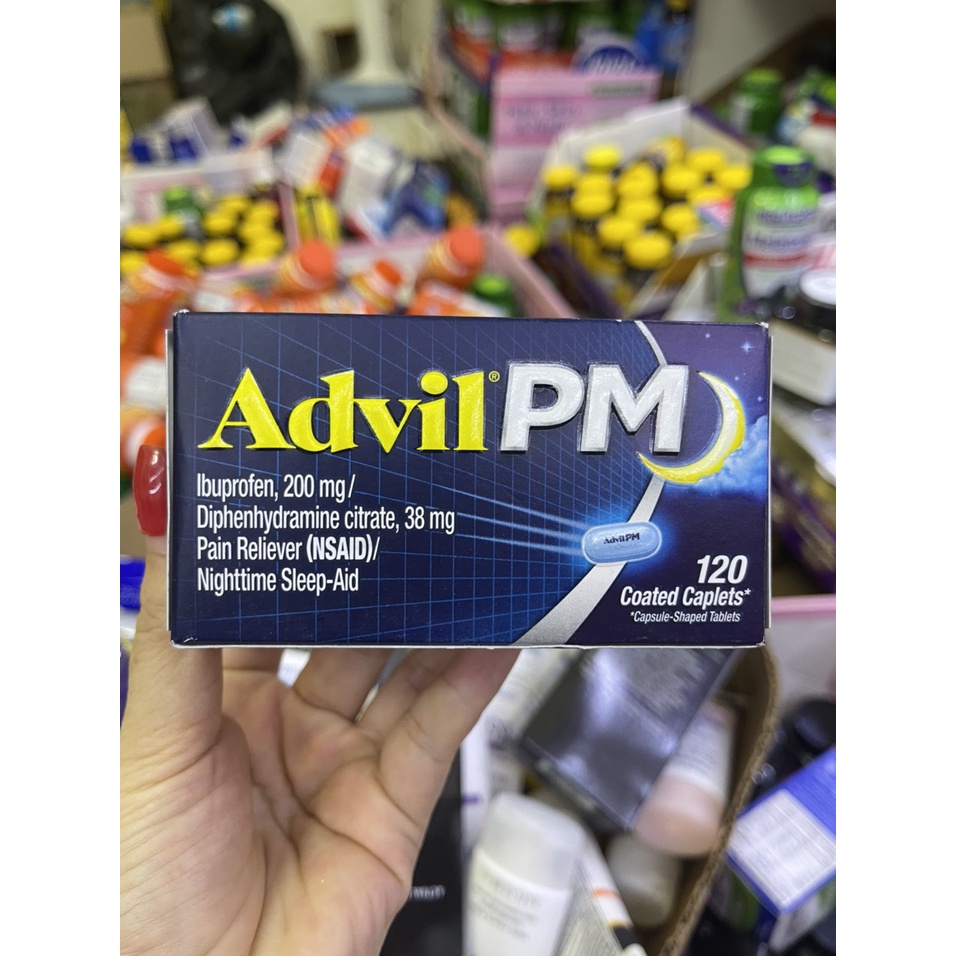 Advil® PM
Ibuprofen, 200 mg/
Diphenhydramine citrate, 38 mg
Pain Reliever (NSAID)/
Nighttime Sleep-Aid
Advil PM
120
Coated Caplets*
*Capsule-Shaped Tablets